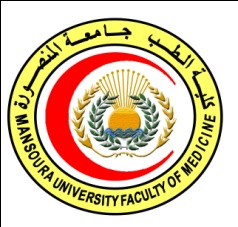 كلية الطب جامعة المنصورة
MANSOURA UNIVERSITY FACULTY OF MEDICINE